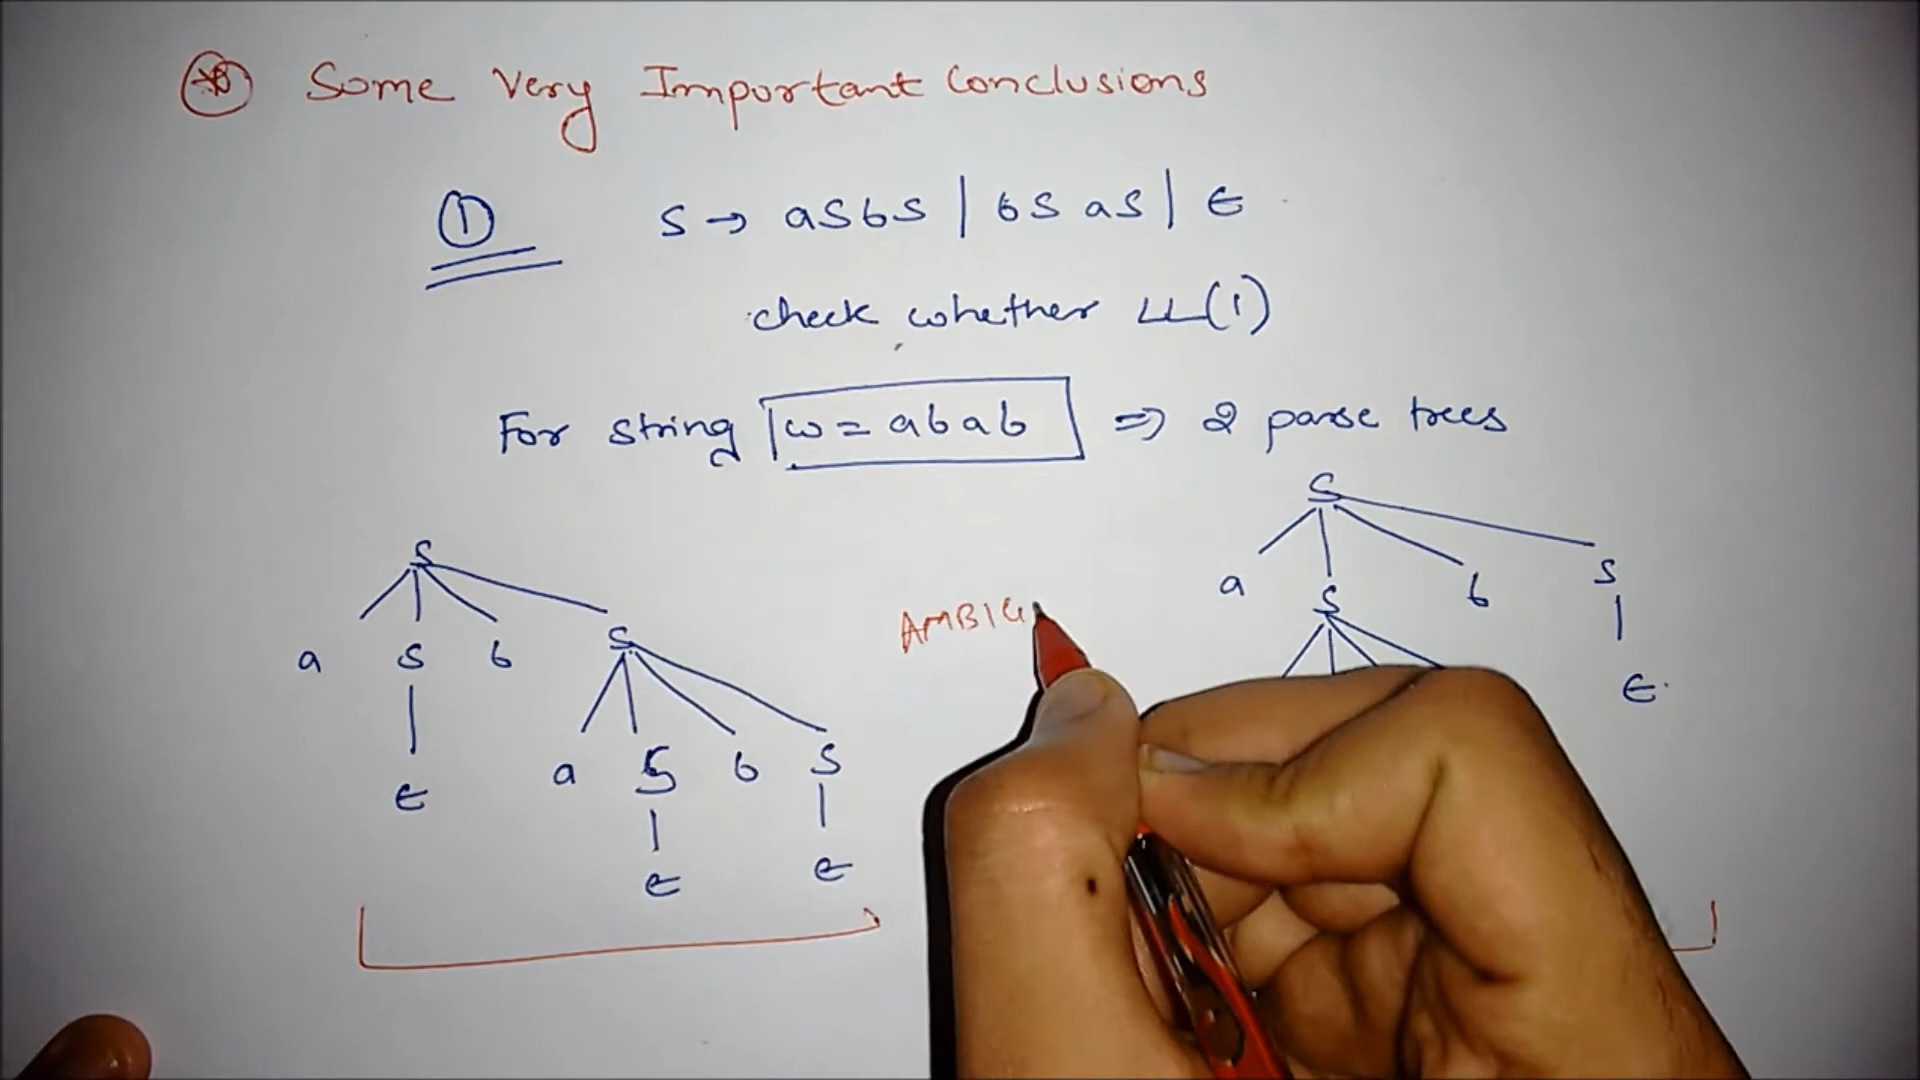 * Some Very Important Conclusions
① S → aSbS | bSaS | ∈
check whether LL(1)
For string w = abab ⇒ 2 parse trees
S
S
a b S
a S b S
AMBIG
S
∈
∈
a S b S
∈ ∈